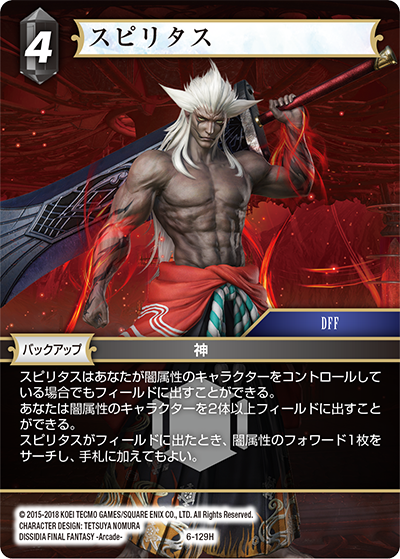 4
スピリタス
DFF
バックアップ
神
スピリタスはあなたが闇属性のキャラクターをコントロールして
いる場合でもフィールドに出すことができる。
あなたは闇属性のキャラクターを2体以上フィールドに出すこと
ができる。
スピリタスがフィールドに出たとき、闇属性のフォワード1枚を
サーチし、手札に加えてもよい。
© 2015-2018 KOEI TECMO GAMES/SQUARE ENIX CO., LTD. All Rights Reserved.
CHARACTER DESIGN: TETSUYA NOMURA
DISSIDIA FINAL FANTASY -Arcade-
6-129H